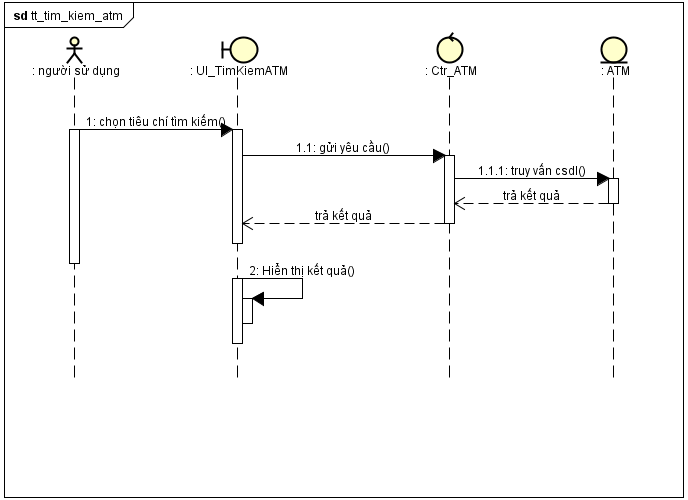 sd tt_tim_kiem_atm
: người sử dụng
: UI_TimKiemATM
: Ctr_ATM
: ATM
1: chọn tiêu chí tìm kiếm()
1.1: gửi yêu cầu()
1.1.1: truy vấn csdl()
trả kết quả
trả kết quả
2: Hiển thị kết quả()